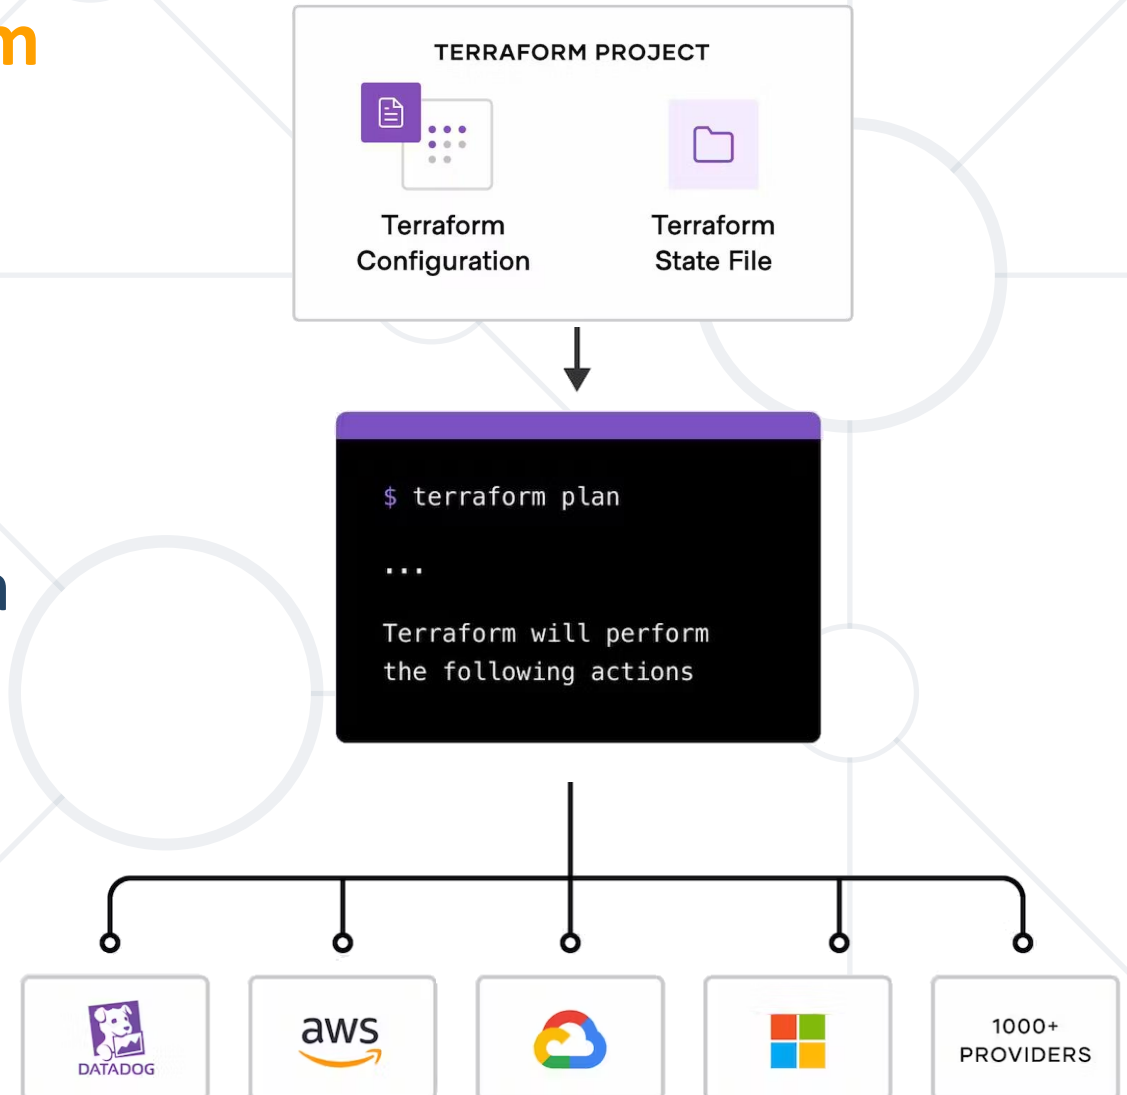 m
TERRAFORM PROJECT
Terraform
Configuration
Terraform
State File
$ terraform plan
...
Terraform will perform
the following actions
DATADOG
aws
1000+
PROVIDERS